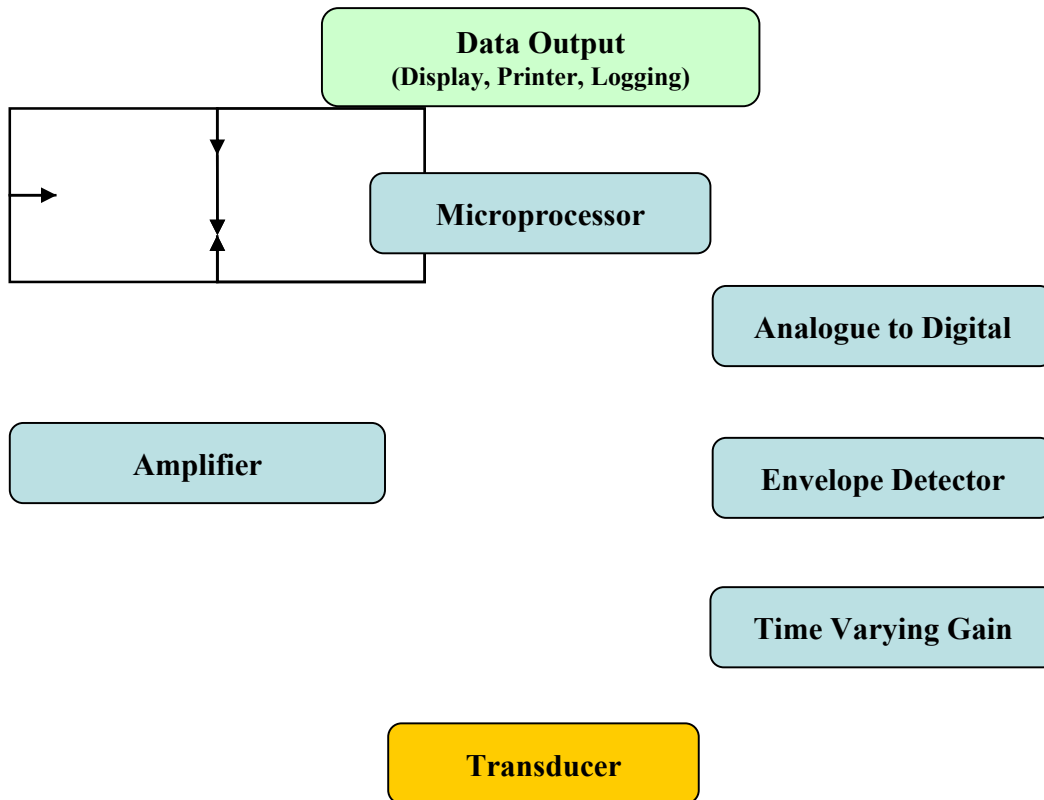 Data Output
(Display, Printer, Logging)
Microprocessor
Analogue to Digital
Amplifier
Envelope Detector
Time Varying Gain
Transducer